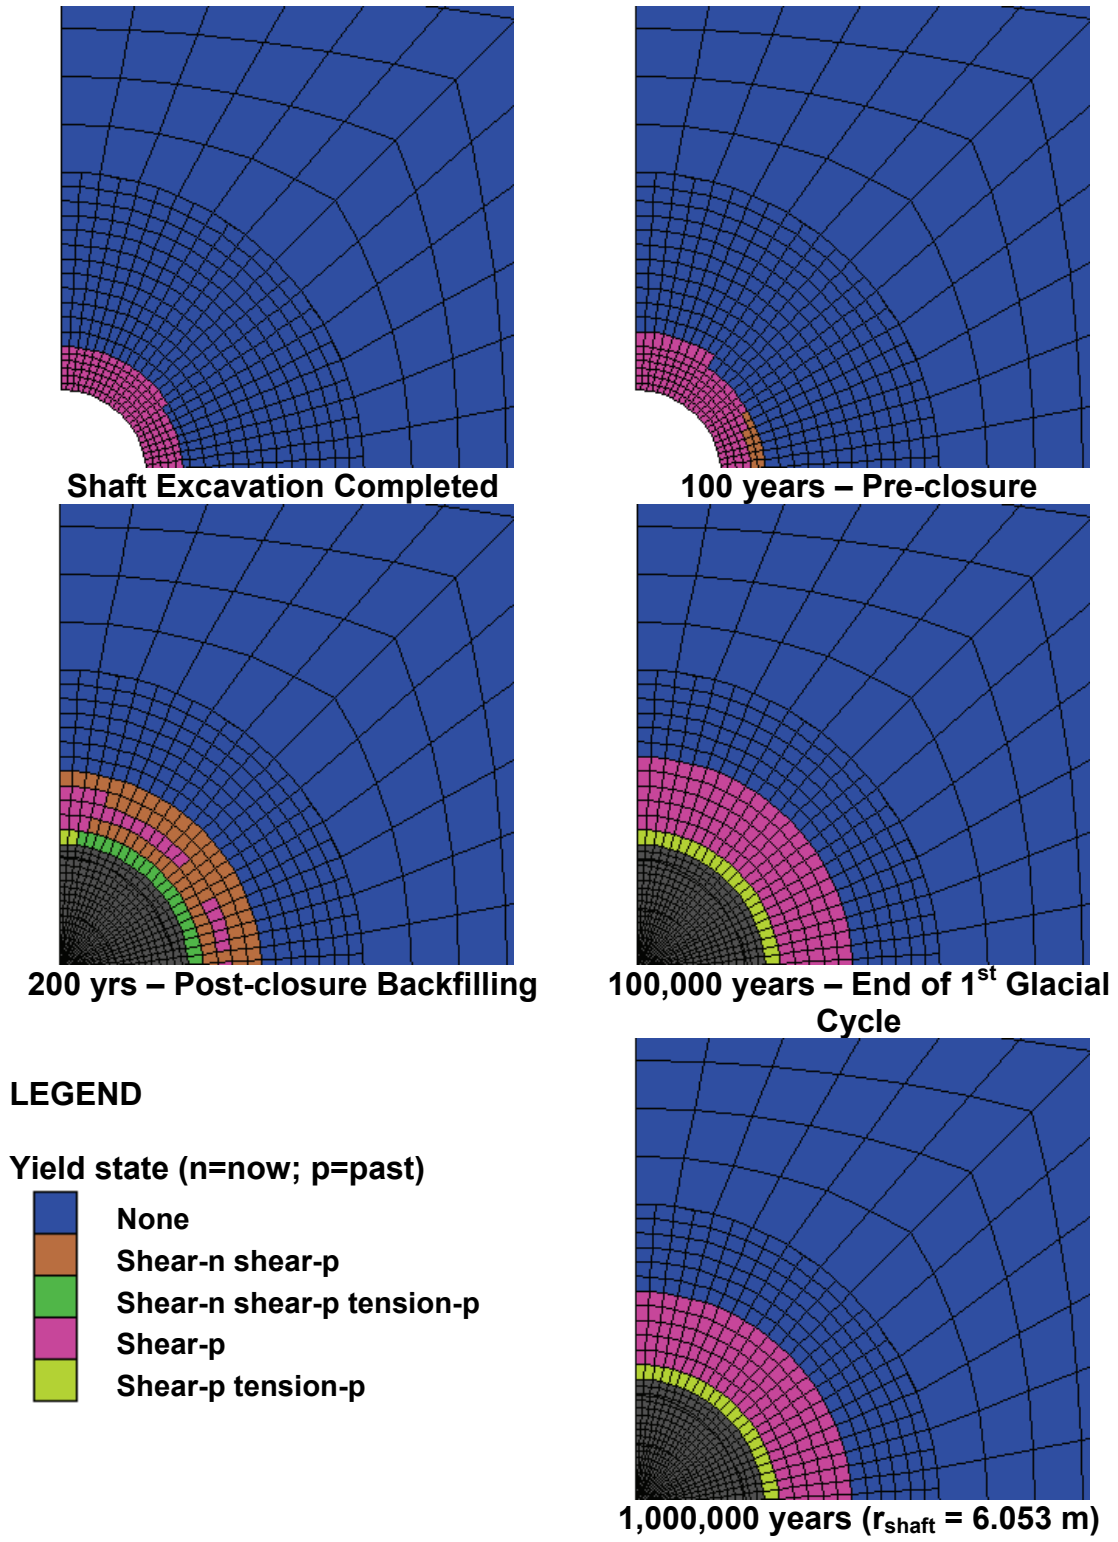 Shaft Excavation Completed
100 years – Pre-closure
200 yrs – Post-closure Backfilling
100,000 years – End of 1st Glacial
Cycle
LEGEND
Yield state (n=now; p=past)
None
Shear-n shear-p
Shear-n shear-p tension-p
Shear-p
Shear-p tension-p
1,000,000 years (rshaft = 6.053 m)